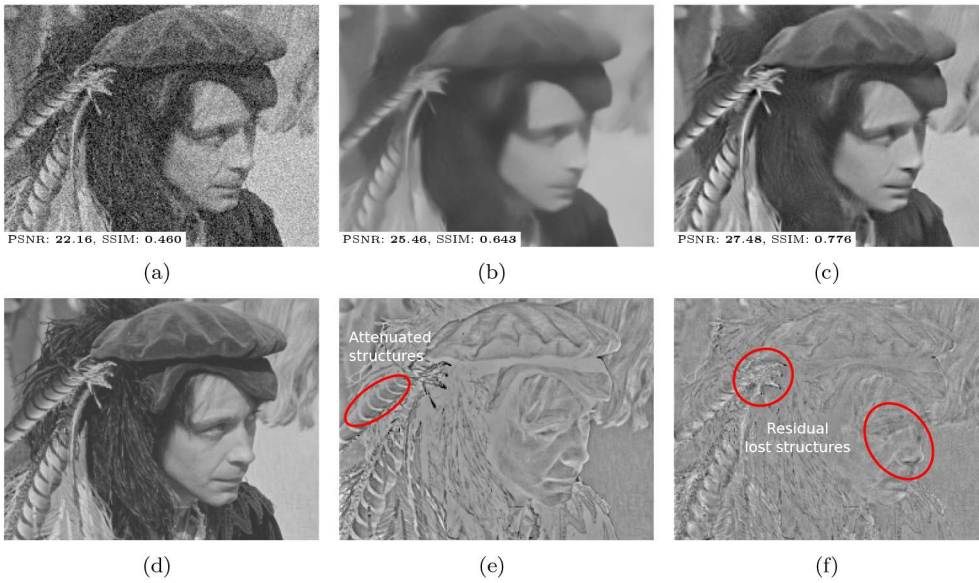 PSNR: 22.16, SSIM: 0.460
PSNR: 25.46, SSIM: 0.643
PSNR: 27.48, SSIM: 0.776
(a)
(b)
(c)
Attenuated
structures
Residual
lost structures
(d)
(e)
(f)